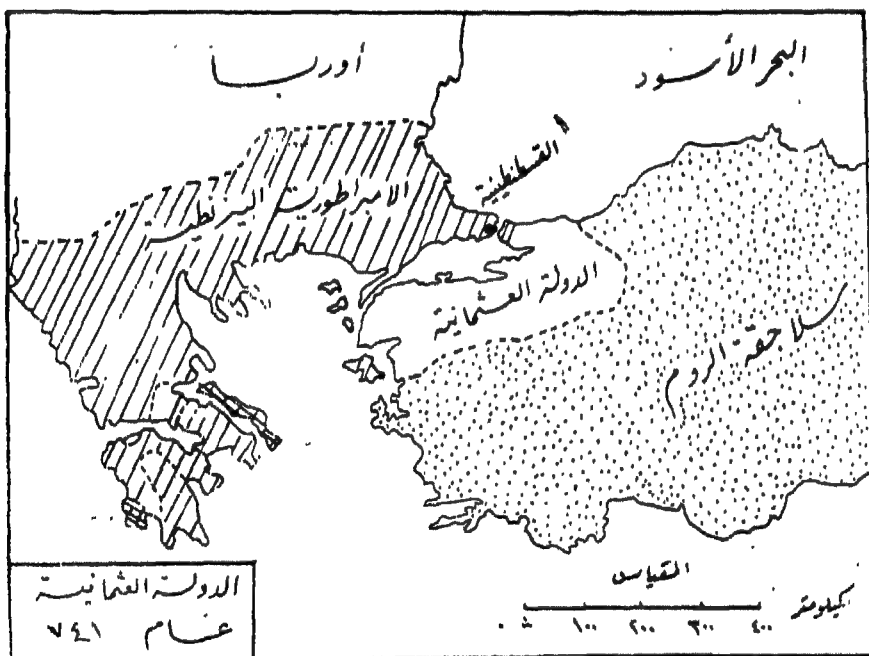 أوربا
البحر الأسود
القسطنطينية
الامبراطورية البيزنطية
الدولة العثمانية
سلاجقة الروم
المقياس
كيلومتر
٠ ١٠٠ ٢٠٠ ٣٠٠ ٤٠٠
الدولة العثمانية
عام ٧٤١